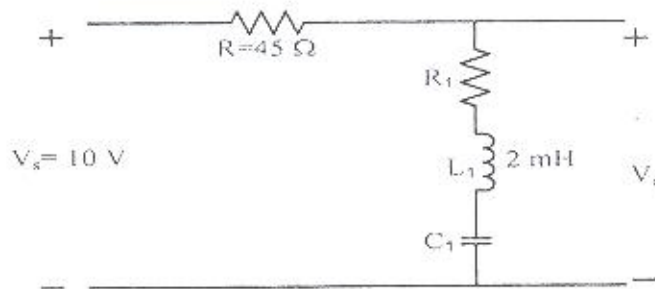 +
+
R=45 Ω
R₁
Vₛ= 10 V
L₁ 2 mH
C₁
−
−